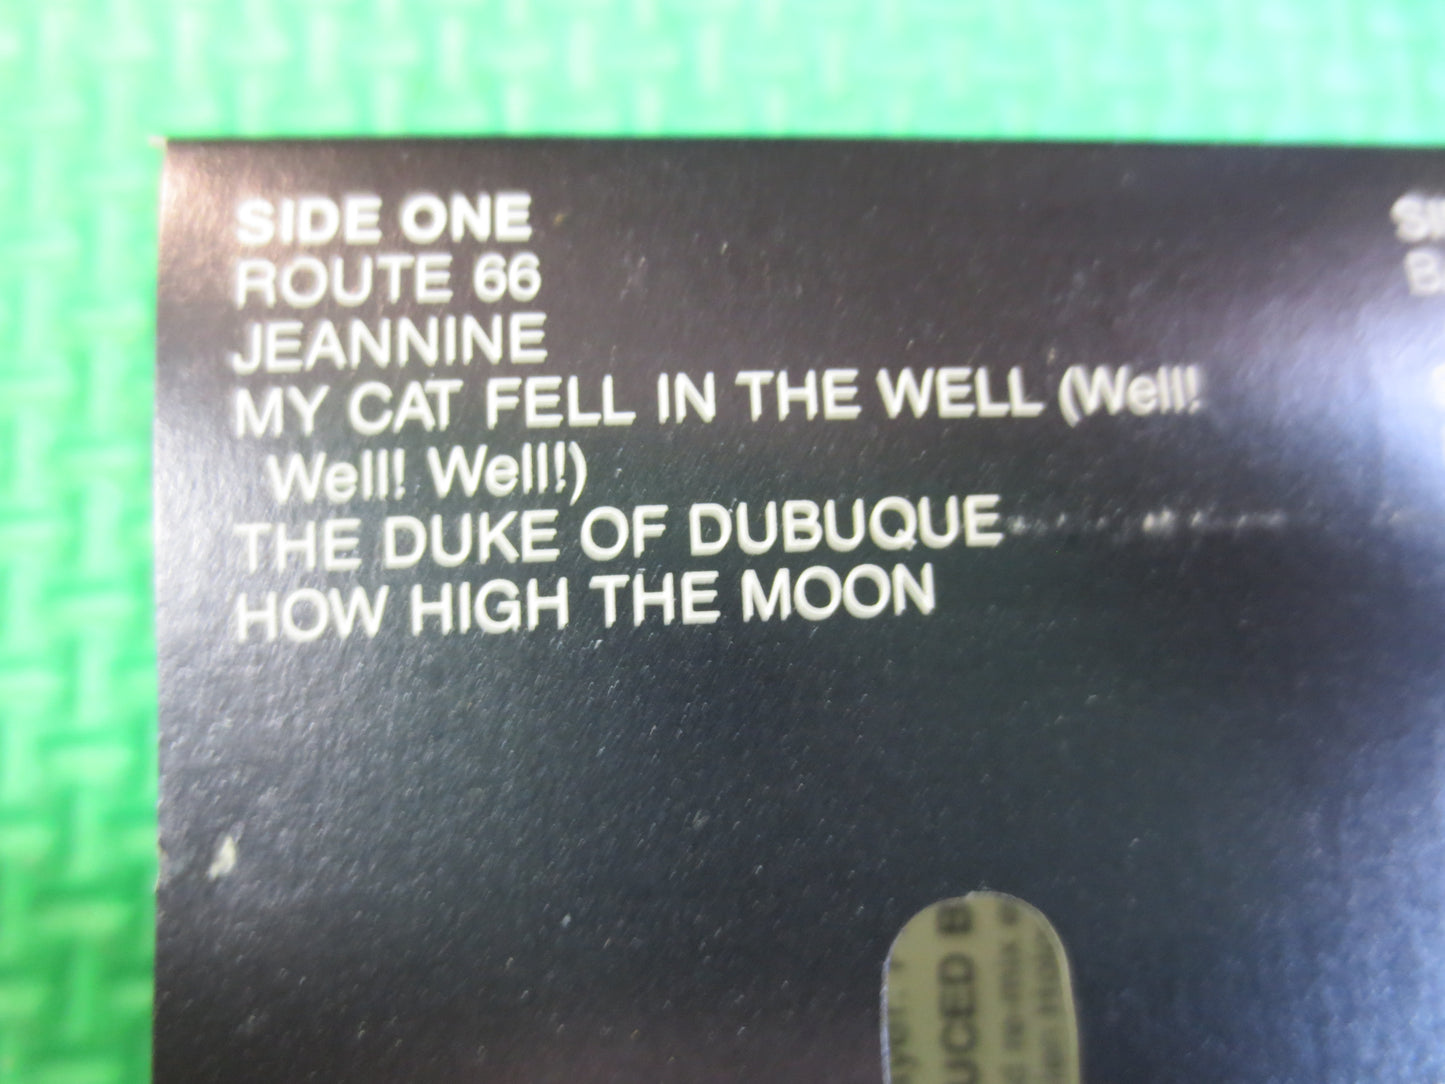 SIDE ONE
ROUTE 66
JEANNINE
MY CAT FELL IN THE WELL (Well!
Well! Well!)
THE DUKE OF DUBUQUE
HOW HIGH THE MOON
UCED B